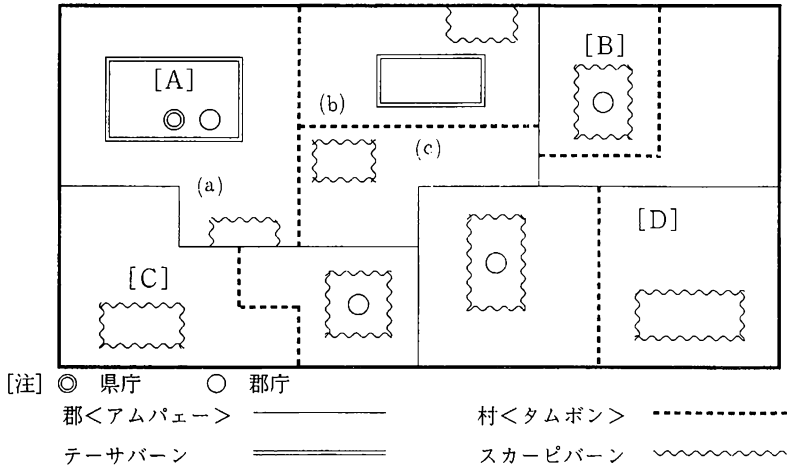 [A]
[B]
(b)
(c)
(a)
[C]
[D]
[注] ◎ 県庁 ○ 郡庁
郡<アムパェー>
村<タムボン>
テーサバーン
スカーピバーン